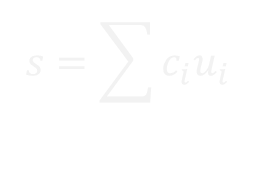 s = ∑ cᵢuᵢ